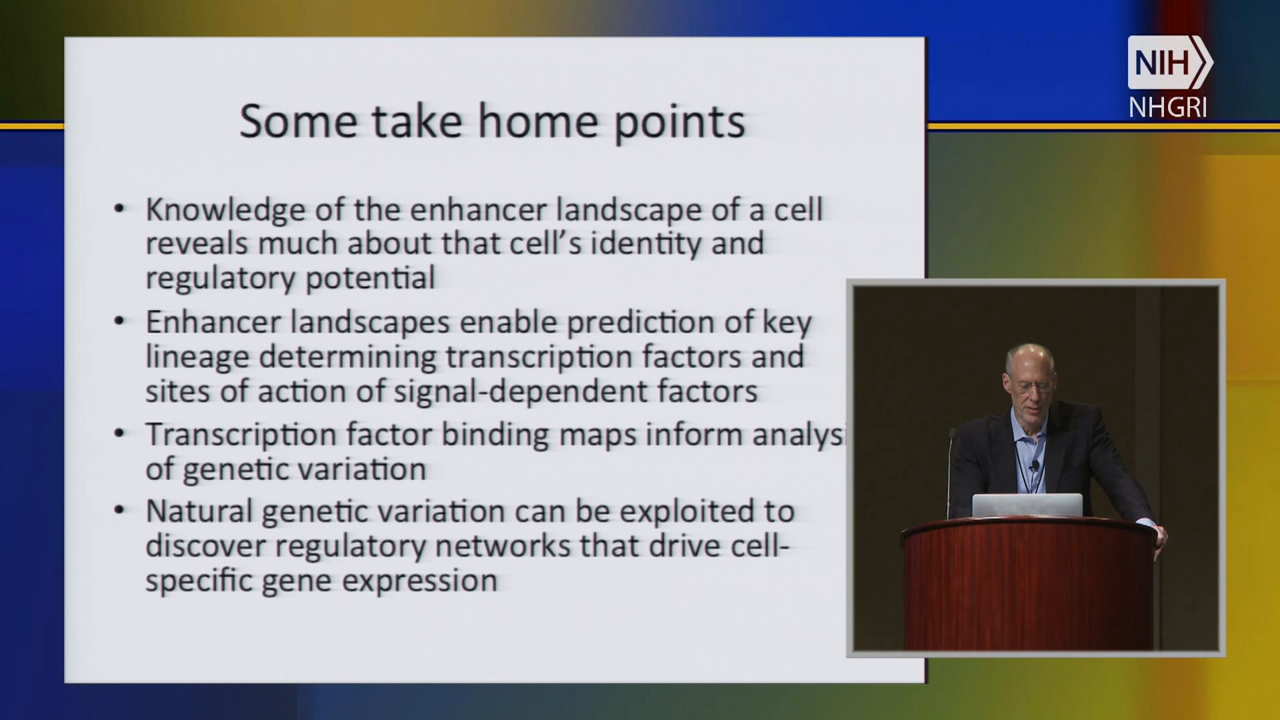 NIH
NHGRI
Some take home points
• Knowledge of the enhancer landscape of a cell
reveals much about that cell's identity and
regulatory potential
• Enhancer landscapes enable prediction of key
lineage determining transcription factors and
sites of action of signal-dependent factors
• Transcription factor binding maps inform analysi
of genetic variation
• Natural genetic variation can be exploited to
discover regulatory networks that drive cell-
specific gene expression